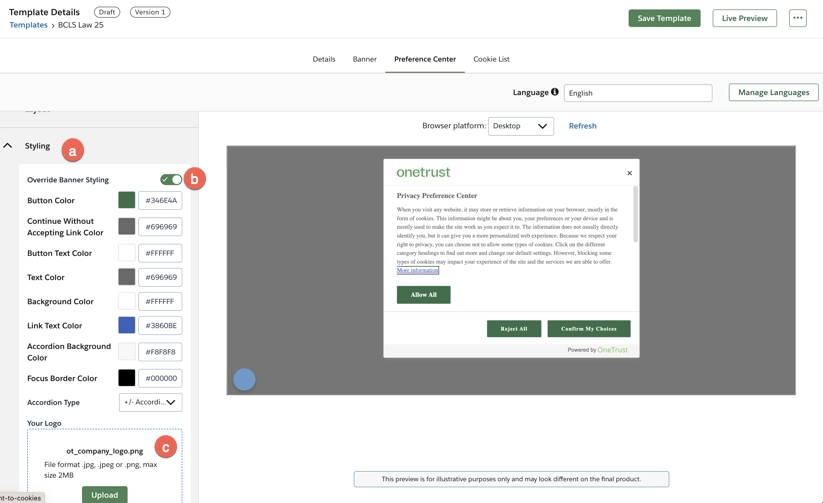 Template Details Draft Version 1
Templates > BCLS Law 25
Save Template
Live Preview
...
Details Banner Preference Center Cookie List
Language English
Manage Languages
Styling
a
Override Banner Styling
b
Button Color #346E4A
Continue Without
Accepting Link Color #696969
Button Text Color #FFFFFF
Text Color #696969
Background Color #FFFFFF
Link Text Color #3860BE
Accordion Background
Color #F8F8F8
Focus Border Color #000000
Accordion Type +/- Accordi...
Your Logo
c
ot_company_logo.png
File format .jpg, .jpeg or .png, max
size 2MB
Upload
nt-to-cookies
Browser platform: Desktop Refresh
onetrust
×
Privacy Preference Center
When you visit any website, it may store or retrieve information on your browser, mostly in the
form of cookies. This information might be about you, your preferences or your device and is
mostly used to make the site work as you expect it to. The information does not usually directly
identify you, but it can give you a more personalized web experience. Because we respect your
right to privacy, you can choose not to allow some types of cookies. Click on the different
category headings to find out more and change our default settings. However, blocking some
types of cookies may impact your experience of the site and the services we are able to offer.
More information
Allow All
Reject All Confirm My Choices
Powered by OneTrust
This preview is for illustrative purposes only and may look different on the final product.